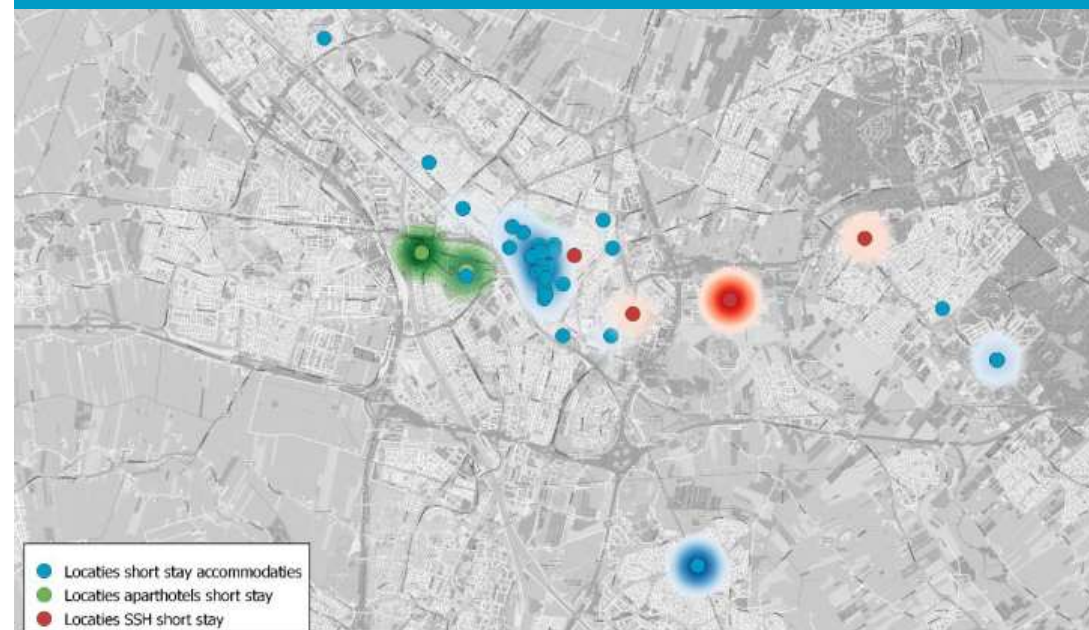 Locaties short stay accommodaties
Locaties aparthotels short stay
Locaties SSH short stay